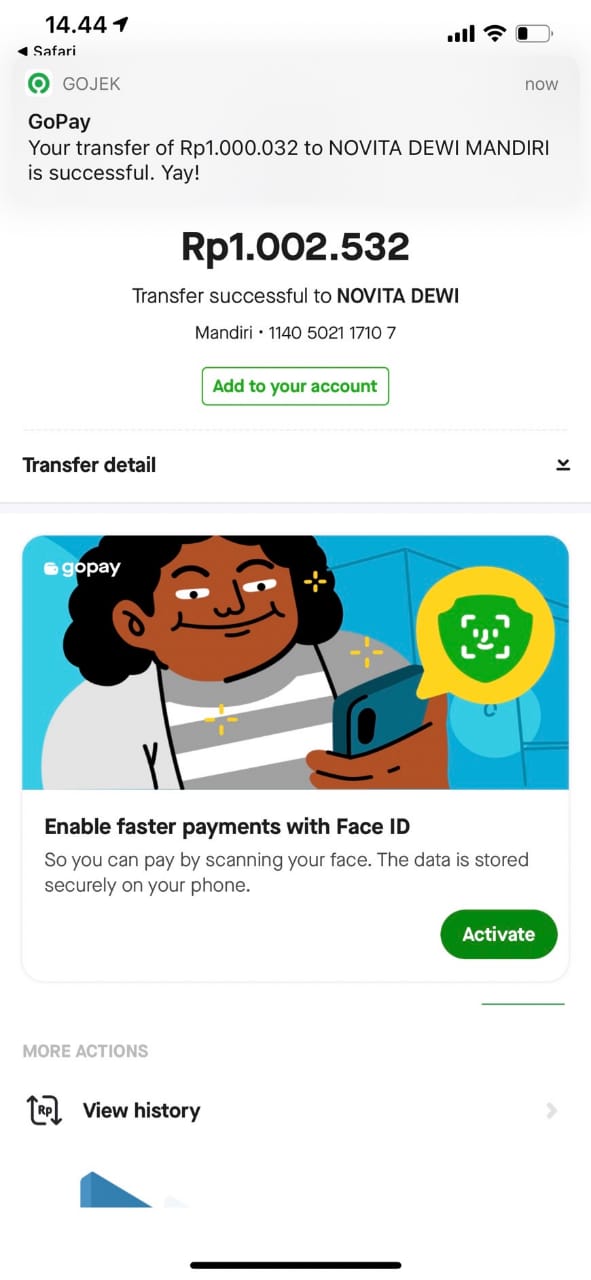 14.44
Safari
GOJEK
now
GoPay
Your transfer of Rp1.000.032 to NOVITA DEWI MANDIRI
is successful. Yay!
Rp1.002.532
Transfer successful to NOVITA DEWI
Mandiri • 1140 5021 1710 7
Add to your account
Transfer detail
gopay
Enable faster payments with Face ID
So you can pay by scanning your face. The data is stored
securely on your phone.
Activate
MORE ACTIONS
Rp View history